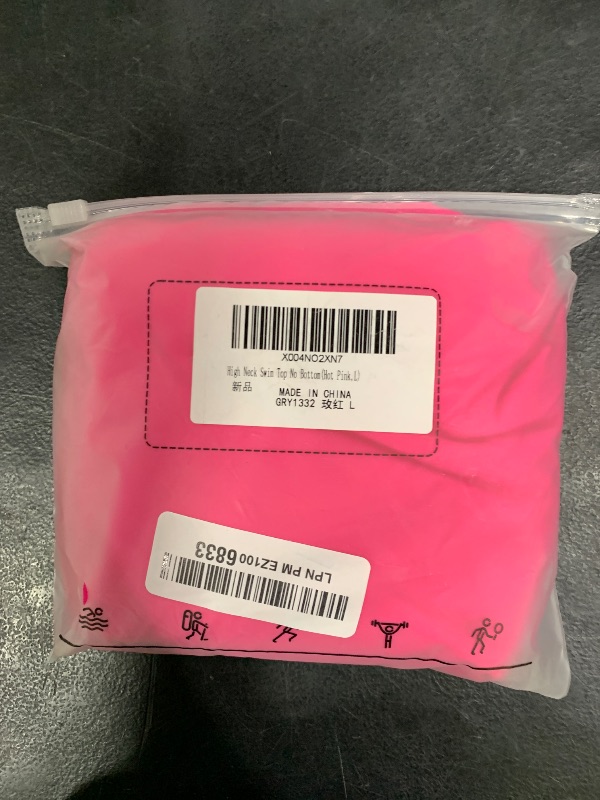 X004NO2XN7
High Neck Swim Top No Bottom(Hot Pink,L)
新品
MADE IN CHINA
GRY1332 玫红 L
LPN PM EZ100 6833